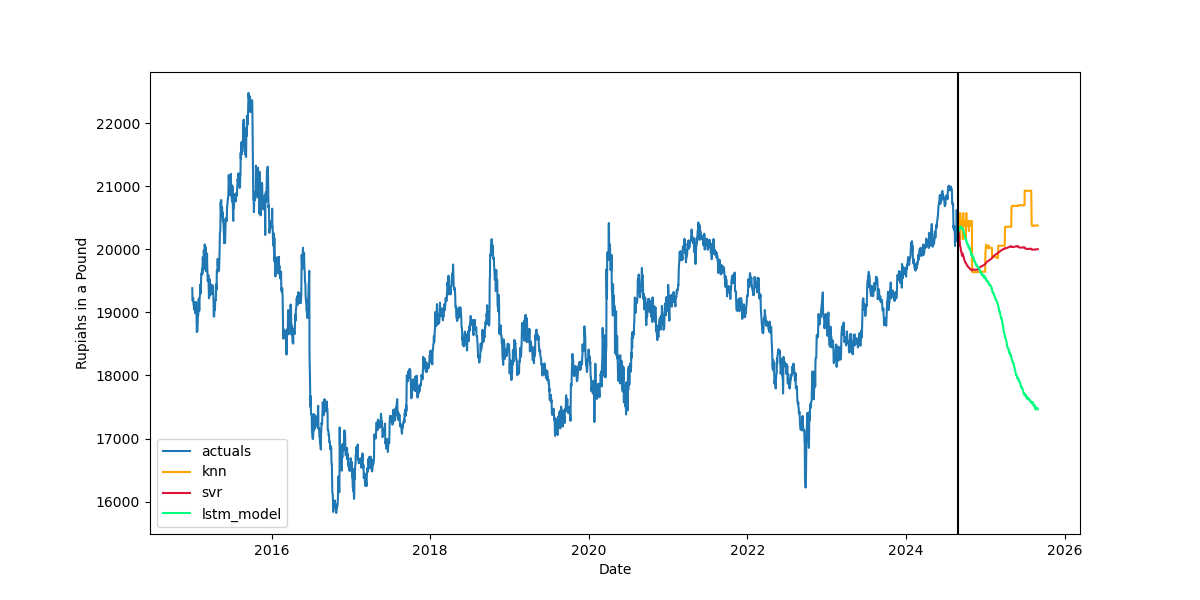 22000
21000
20000
19000
18000
17000
16000
Rupiahs in a Pound
actuals
knn
svr
lstm_model
2016 2018 2020 2022 2024 2026
Date